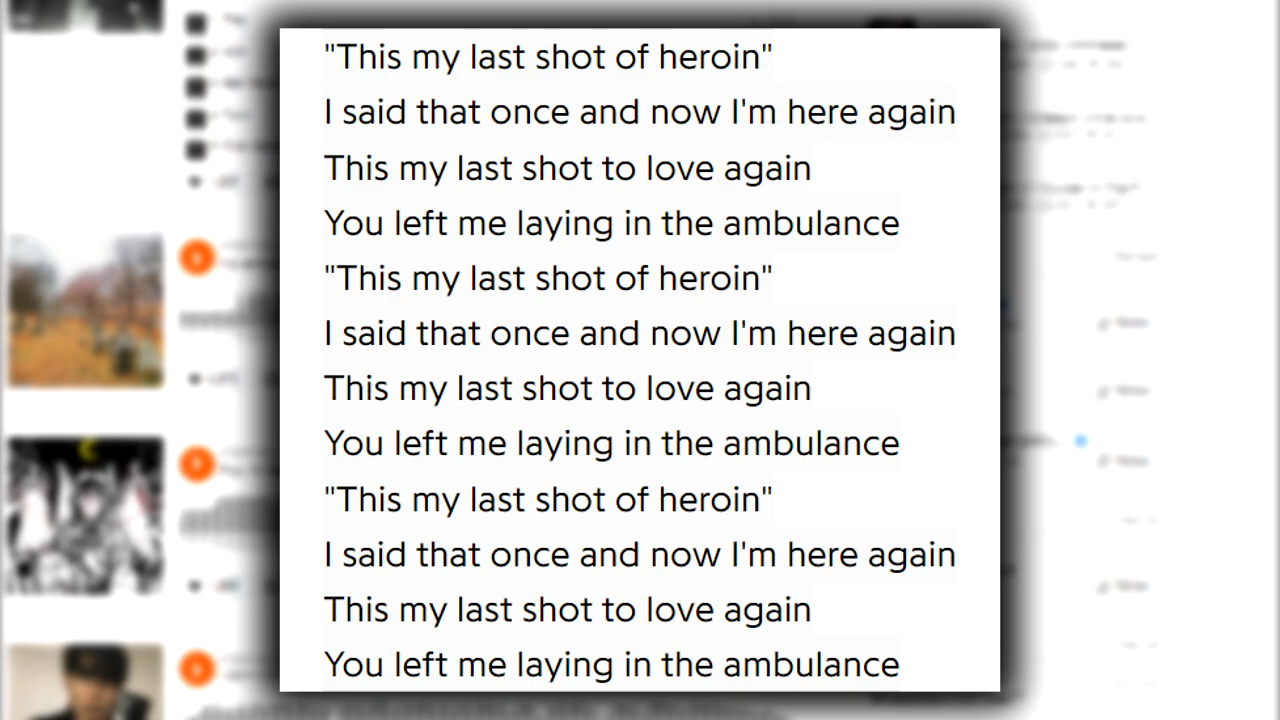 "This my last shot of heroin"
I said that once and now I'm here again
This my last shot to love again
You left me laying in the ambulance
"This my last shot of heroin"
I said that once and now I'm here again
This my last shot to love again
You left me laying in the ambulance
"This my last shot of heroin"
I said that once and now I'm here again
This my last shot to love again
You left me laying in the ambulance